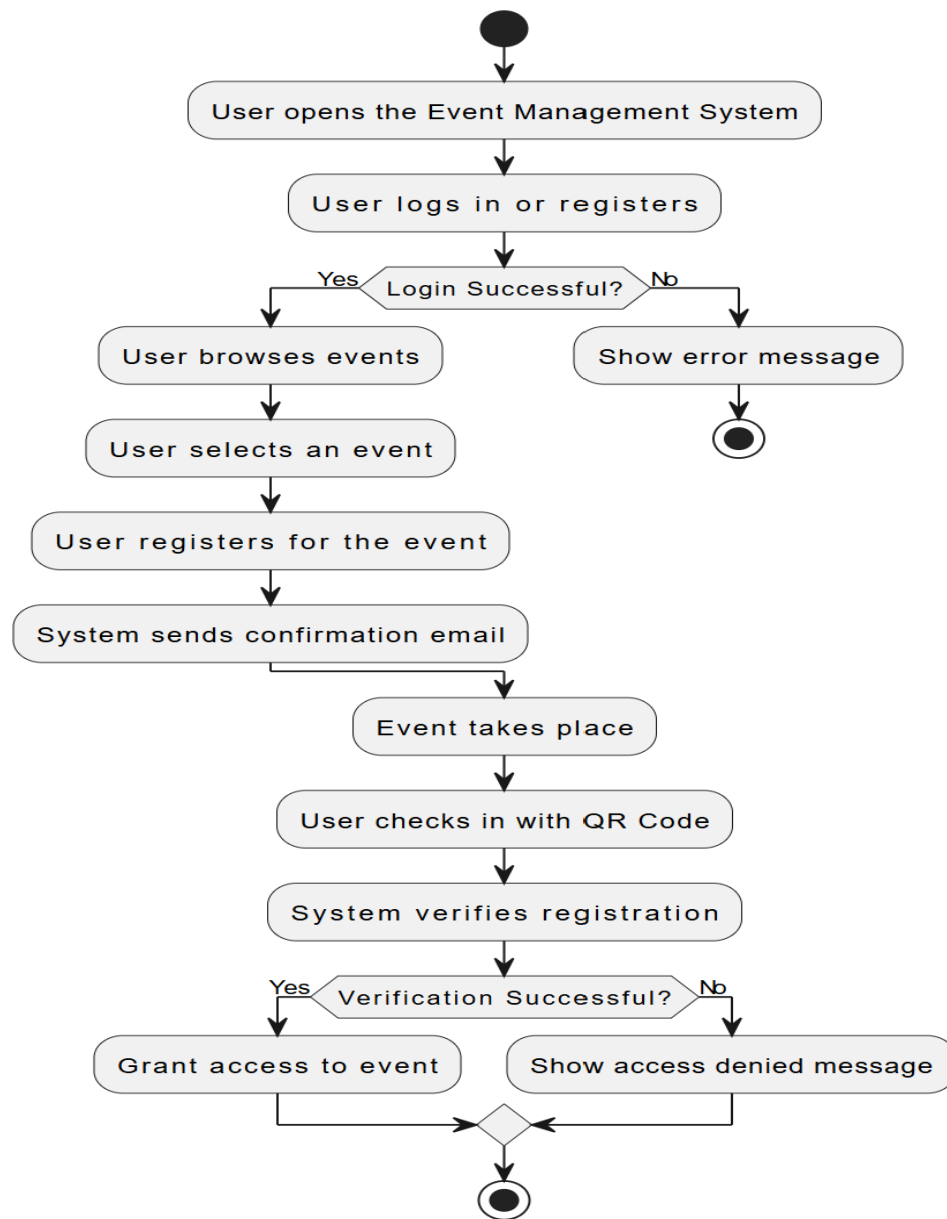 User opens the Event Management System
User logs in or registers
Yes
Login Successful?
No
User browses events
Show error message
User selects an event
User registers for the event
System sends confirmation email
Event takes place
User checks in with QR Code
System verifies registration
Yes
Verification Successful?
No
Grant access to event
Show access denied message